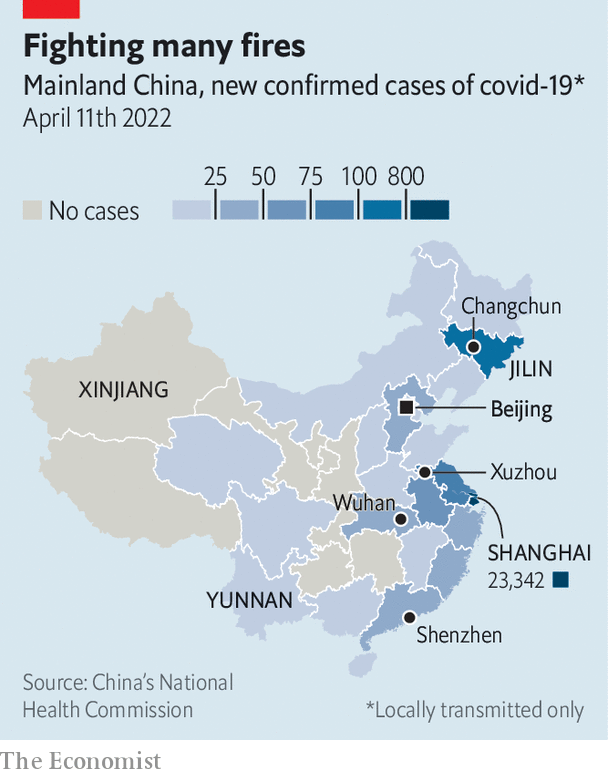 Fighting many fires
Mainland China, new confirmed cases of covid-19*
April 11th 2022
25 50 75 100 800
No cases
Changchun
XINJIANG
JILIN
Beijing
Xuzhou
Wuhan
SHANGHAI
23,342
YUNNAN
Shenzhen
Source: China’s National
Health Commission
*Locally transmitted only
The Economist